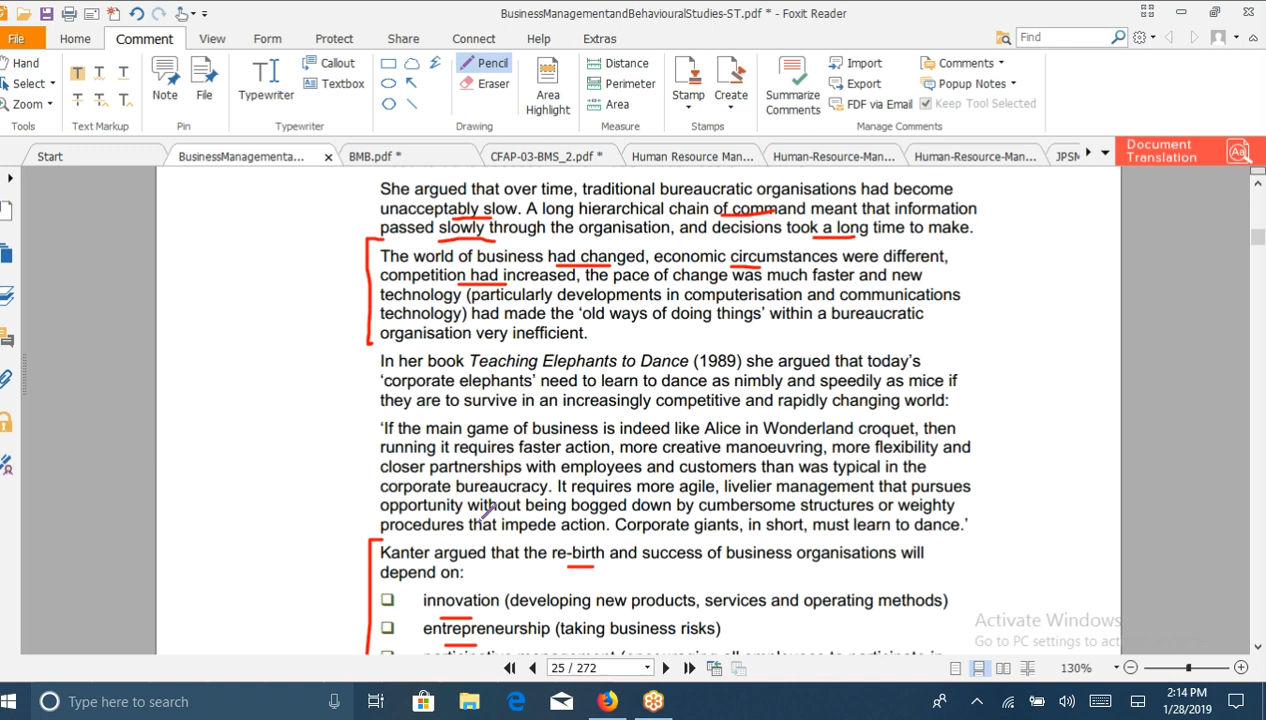 BusinessManagementandBehaviouralStudies-ST.pdf * - Foxit Reader
File Home Comment View Form Protect Share Connect Help Extras
Find
Hand
Select
Zoom
Tools
Text Markup
Note
File
Pin
Typewriter
Callout
Textbox
Typewriter
Pencil
Eraser
Area Highlight
Drawing
Distance
Perimeter
Area
Measure
Stamp
Create
Stamps
Summarize Comments
Import
Export
FDF via Email
Comments
Popup Notes
Keep Tool Selected
Manage Comments
Start
BusinessManagementa...
BMB.pdf *
CFAP-03-BMS_2.pdf *
Human Resource Man...
Human-Resource-Man...
Human-Resource-Man...
JPSM
Document Translation
She argued that over time, traditional bureaucratic organisations had become
unacceptably slow. A long hierarchical chain of command meant that information
passed slowly through the organisation, and decisions took a long time to make.
The world of business had changed, economic circumstances were different,
competition had increased, the pace of change was much faster and new
technology (particularly developments in computerisation and communications
technology) had made the ‘old ways of doing things’ within a bureaucratic
organisation very inefficient.
In her book Teaching Elephants to Dance (1989) she argued that today’s
‘corporate elephants’ need to learn to dance as nimbly and speedily as mice if
they are to survive in an increasingly competitive and rapidly changing world:
‘If the main game of business is indeed like Alice in Wonderland croquet, then
running it requires faster action, more creative manoeuvring, more flexibility and
closer partnerships with employees and customers than was typical in the
corporate bureaucracy. It requires more agile, livelier management that pursues
opportunity without being bogged down by cumbersome structures or weighty
procedures that impede action. Corporate giants, in short, must learn to dance.’
Kanter argued that the re-birth and success of business organisations will
depend on:
innovation (developing new products, services and operating methods)
entrepreneurship (taking business risks)
Activate Windows
Go to PC settings to act
25 / 272
130%
Type here to search
2:14 PM
1/28/2019